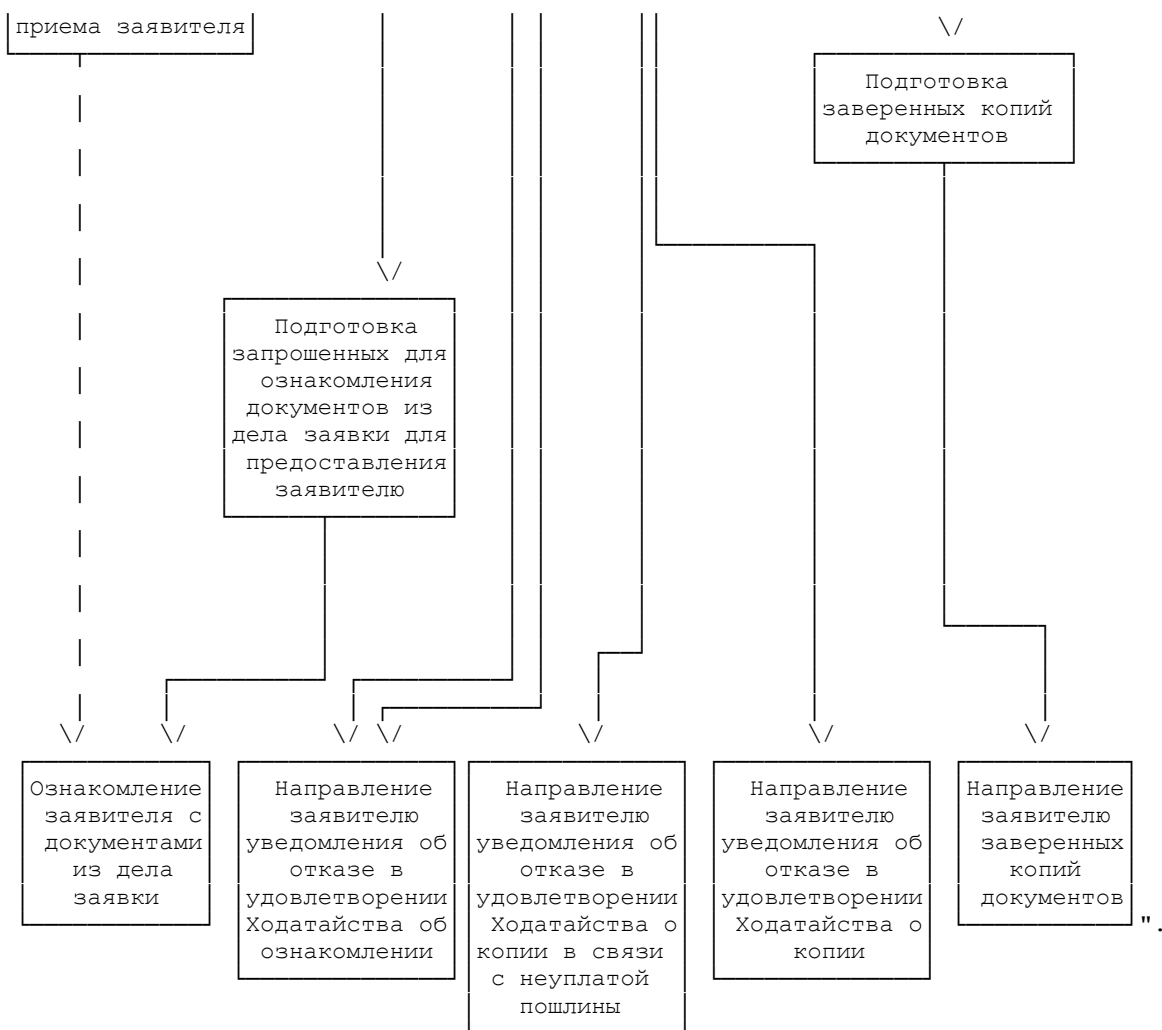 приема заявителя
Подготовка
заверенных копий
документов
Подготовка
запрошенных для
ознакомления
документов из
дела заявки для
предоставления
заявителю
Ознакомление
заявителя с
документами
из дела
заявки
Направление
заявителю
уведомления об
отказе в
удовлетворении
Ходатайства об
ознакомлении
Направление
заявителю
уведомления об
отказе в
удовлетворении
Ходатайства о
копии в связи
с неуплатой
пошлины
Направление
заявителю
уведомления об
отказе в
удовлетворении
Ходатайства о
копии
Направление
заявителю
заверенных
копий
документов
".